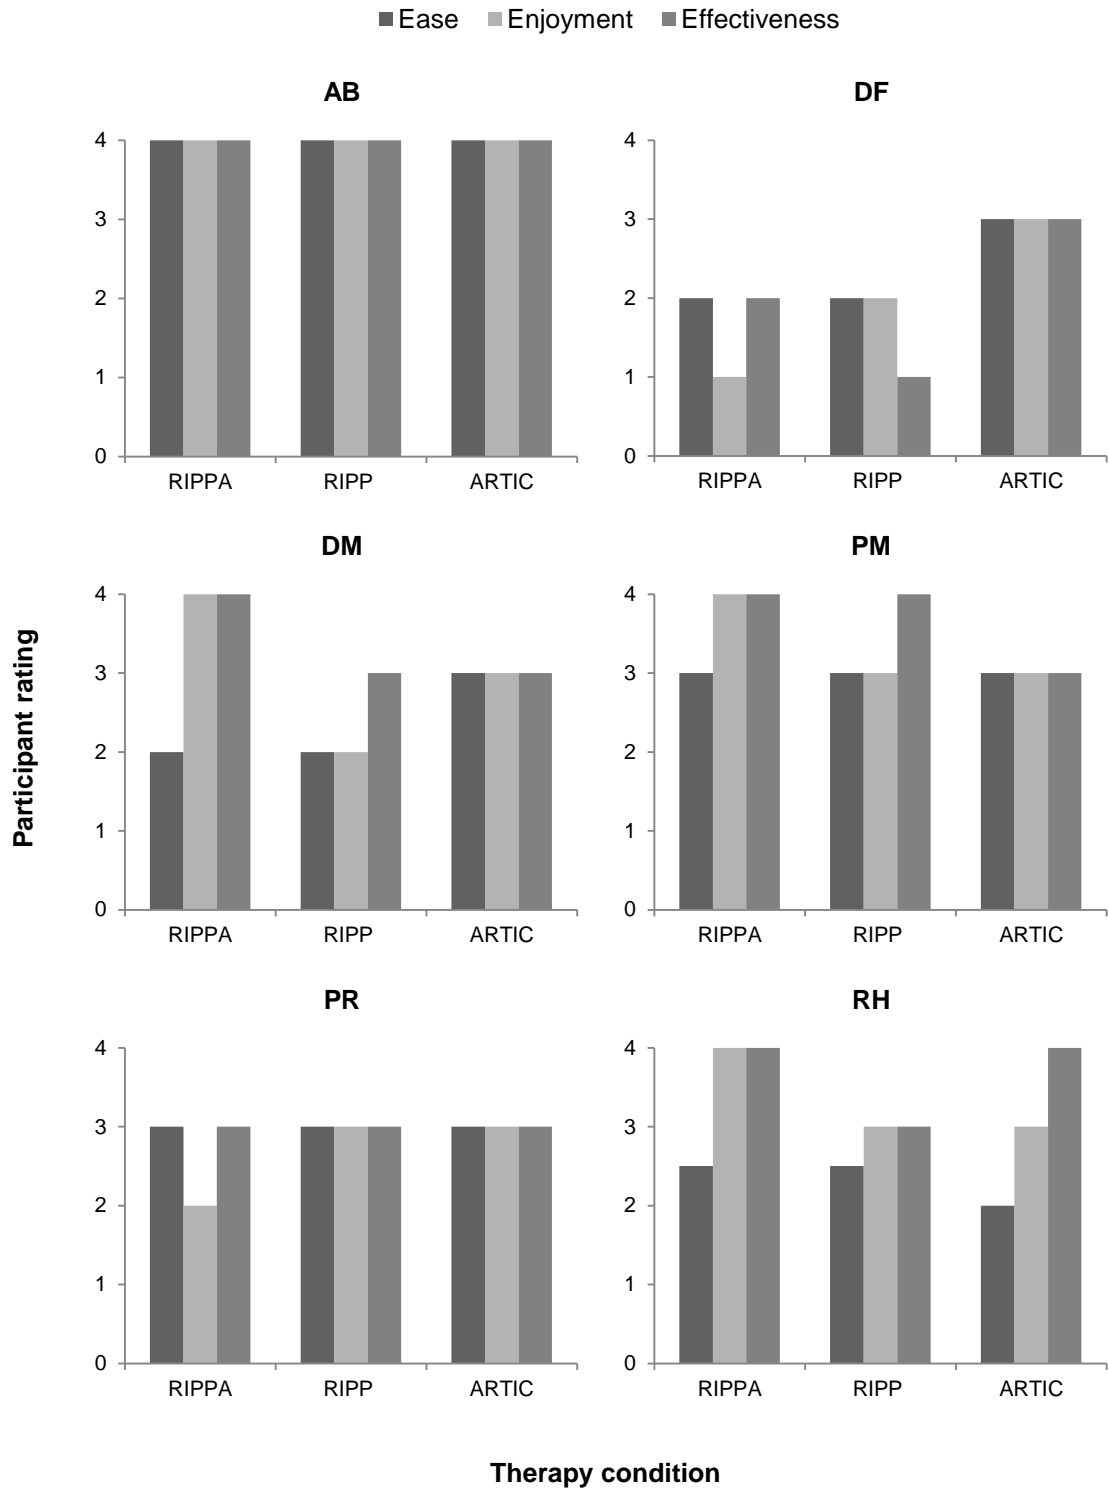 Ease Enjoyment Effectiveness
AB
4
3
2
1
0
RIPPA RIPP ARTIC
DF
4
3
2
1
0
RIPPA RIPP ARTIC
Participant rating
DM
4
3
2
1
0
RIPPA RIPP ARTIC
PM
4
3
2
1
0
RIPPA RIPP ARTIC
PR
4
3
2
1
0
RIPPA RIPP ARTIC
RH
4
3
2
1
0
RIPPA RIPP ARTIC
Therapy condition